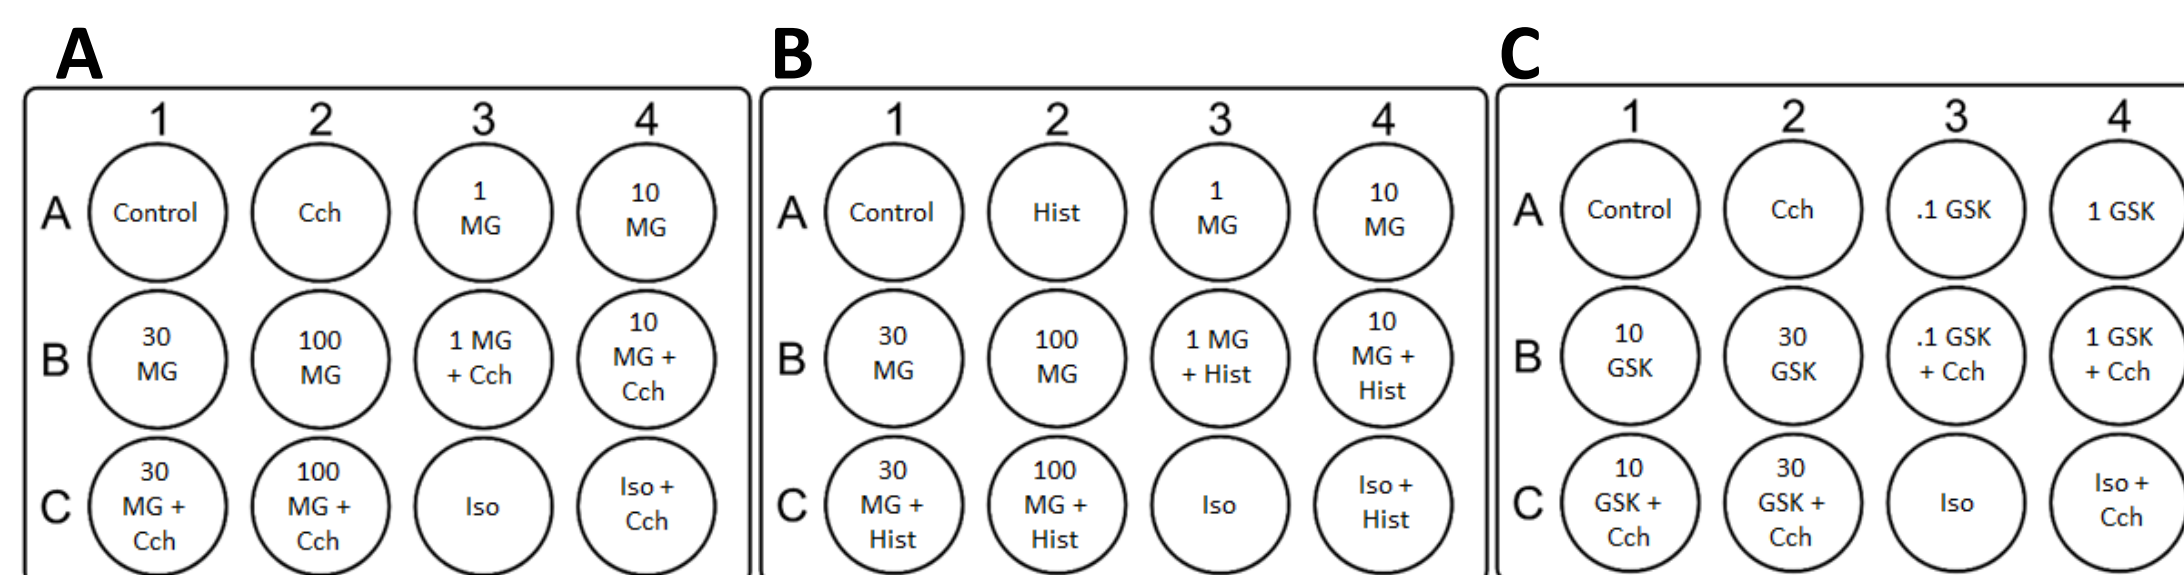 A
1 2 3 4
A
Control
Cch
1
MG
10
MG
B
30
MG
100
MG
1 MG
+ Cch
10
MG +
Cch
C
30
MG +
Cch
100
MG +
Cch
Iso
Iso +
Cch
B
1 2 3 4
A
Control
Hist
1
MG
10
MG
B
30
MG
100
MG
1 MG
+ Hist
10
MG +
Hist
C
30
MG +
Hist
100
MG +
Hist
Iso
Iso +
Hist
C
1 2 3 4
A
Control
Cch
.1 GSK
1 GSK
B
10
GSK
30
GSK
.1 GSK
+ Cch
1 GSK
+ Cch
C
10
GSK +
Cch
30
GSK +
Cch
Iso
Iso +
Cch